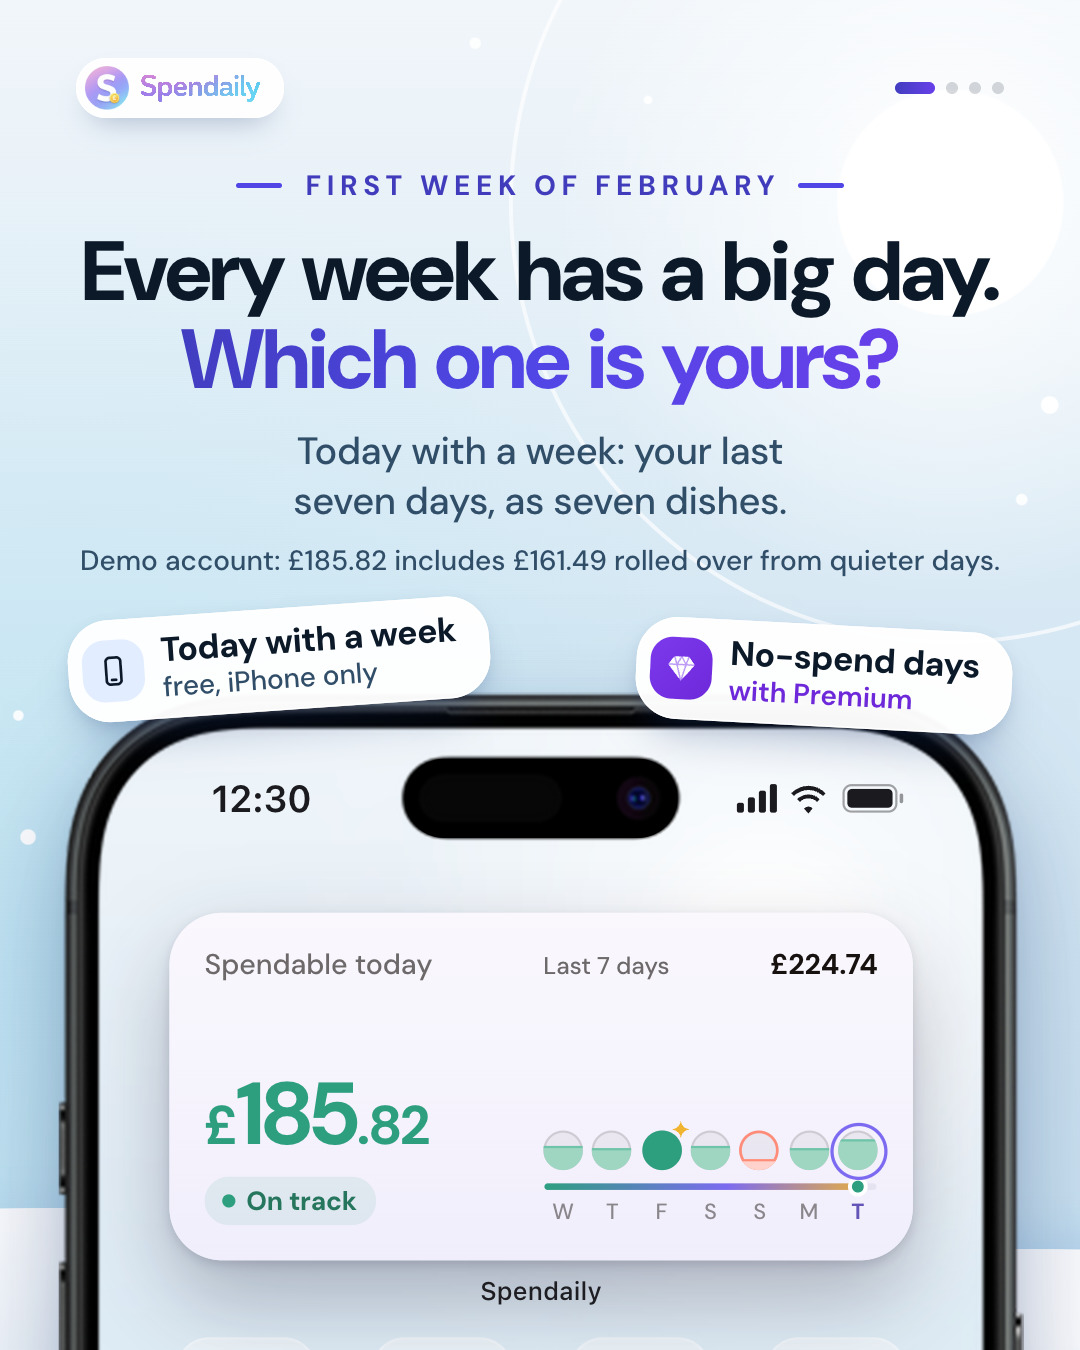 Spendaily
FIRST WEEK OF FEBRUARY
Every week has a big day.
Which one is yours?
Today with a week: your last
seven days, as seven dishes.
Demo account: £185.82 includes £161.49 rolled over from quieter days.
Today with a week
free, iPhone only
No-spend days
with Premium
12:30
Spendable today
Last 7 days £224.74
£185.82
On track
W T F S S M T
Spendaily